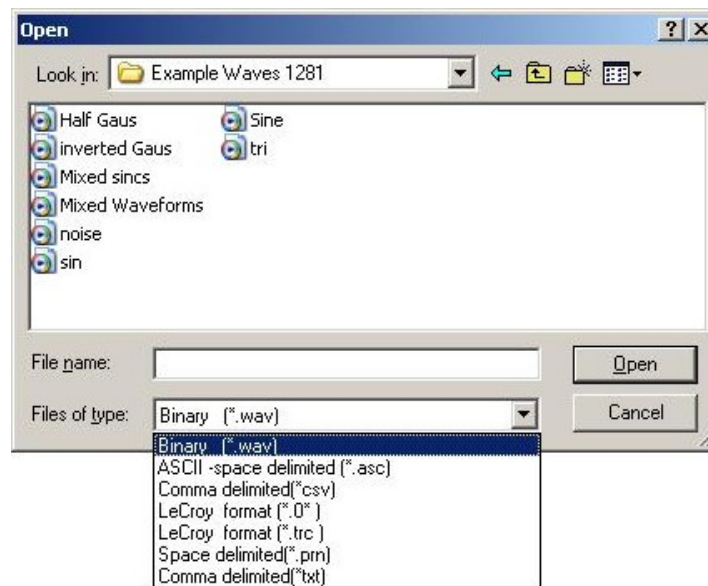 Open
Look in: Example Waves 1281
Half Gaus
inverted Gaus
Mixed sincs
Mixed Waveforms
noise
sin
Sine
tri
File name:
Open
Files of type: Binary (*.wav)
Cancel
Binary (*.wav)
ASCII -space delimited (*.asc)
Comma delimited(*csv)
LeCroy format (*.0* )
LeCroy format (*.trc )
Space delimited(*.prn)
Comma delimited(*txt)